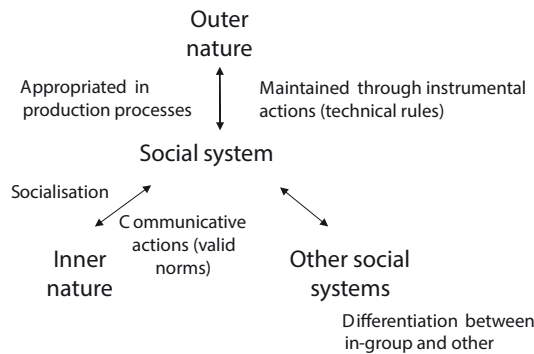 Outer
nature
Appropriated in
production processes
Maintained through instrumental
actions (technical rules)
Social system
Socialisation
Communicative
actions (valid
norms)
Inner
nature
Other social
systems
Differentiation between
in-group and other